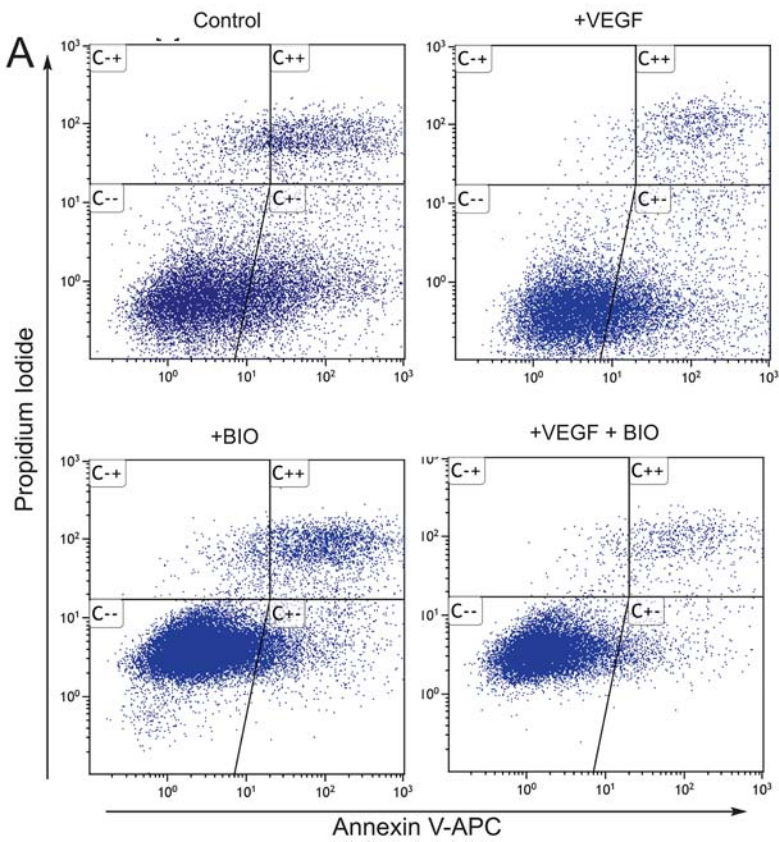 A
Control
+VEGF
10³
C-+
C++
10²
C--
C+-
10¹
10⁰
10⁰ 10¹ 10² 10³
10³
C-+
C++
10²
C--
C+-
10¹
10⁰
10⁰ 10¹ 10² 10³
Propidium Iodide
+BIO
+VEGF + BIO
10³
C-+
C++
10²
C--
C+-
10¹
10⁰
10⁰ 10¹ 10² 10³
10³
C-+
C++
10²
C--
C+-
10¹
10⁰
10⁰ 10¹ 10² 10³
Annexin V-APC